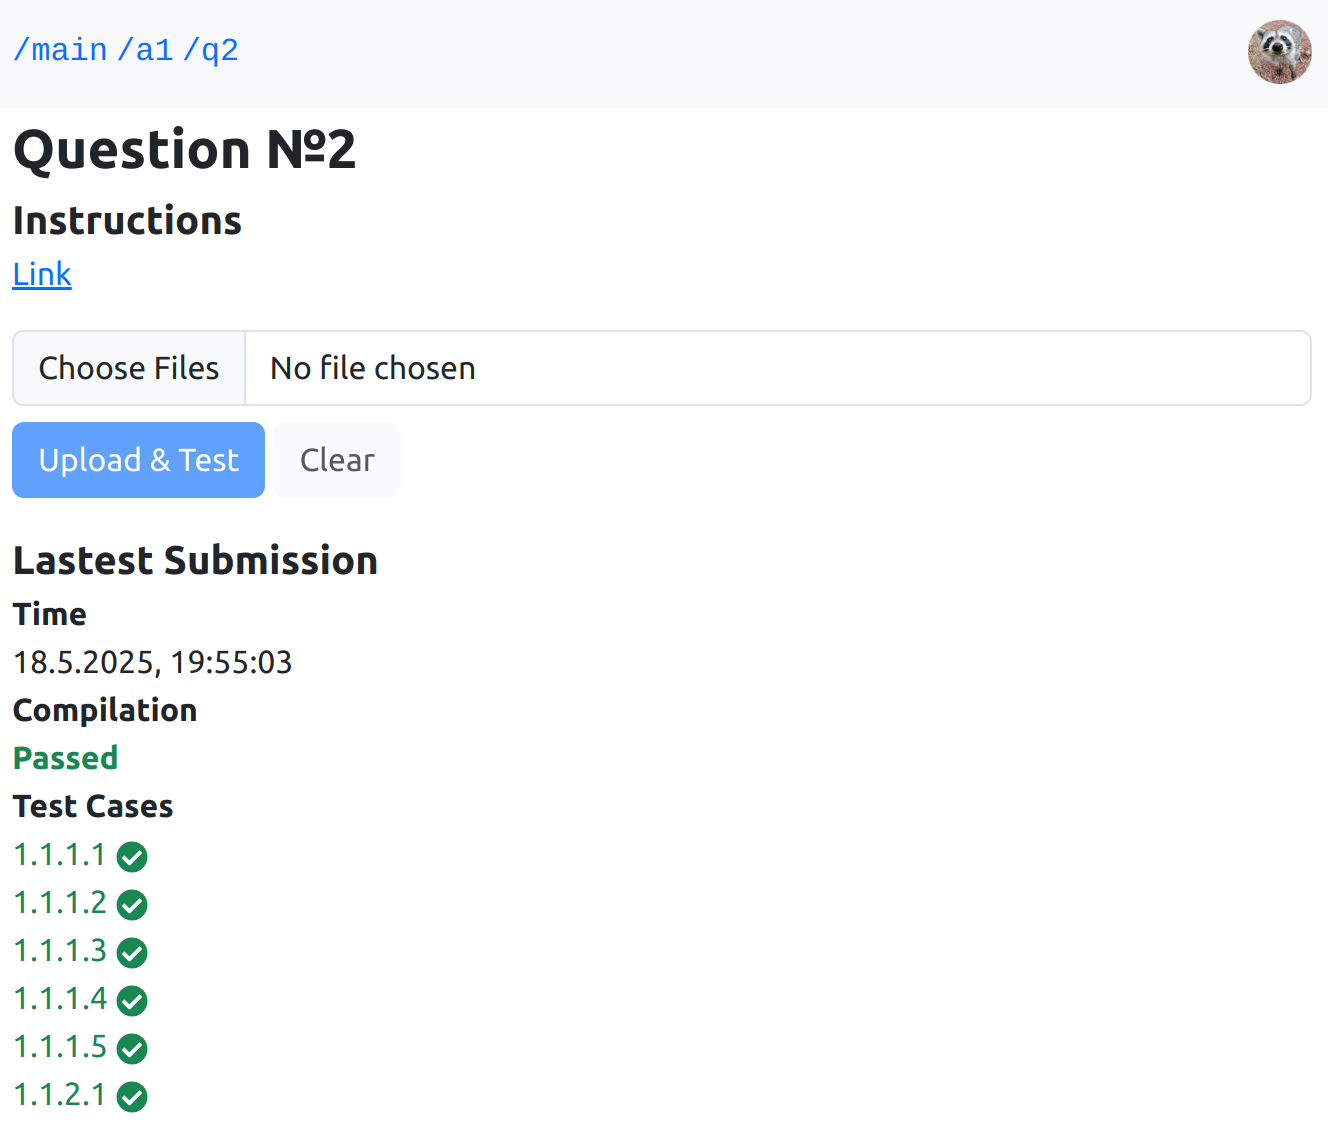 /main /a1 /q2
Question №2
Instructions
Link
Choose Files No file chosen
Upload & Test Clear
Lastest Submission
Time
18.5.2025, 19:55:03
Compilation
Passed
Test Cases
1.1.1.1
1.1.1.2
1.1.1.3
1.1.1.4
1.1.1.5
1.1.2.1